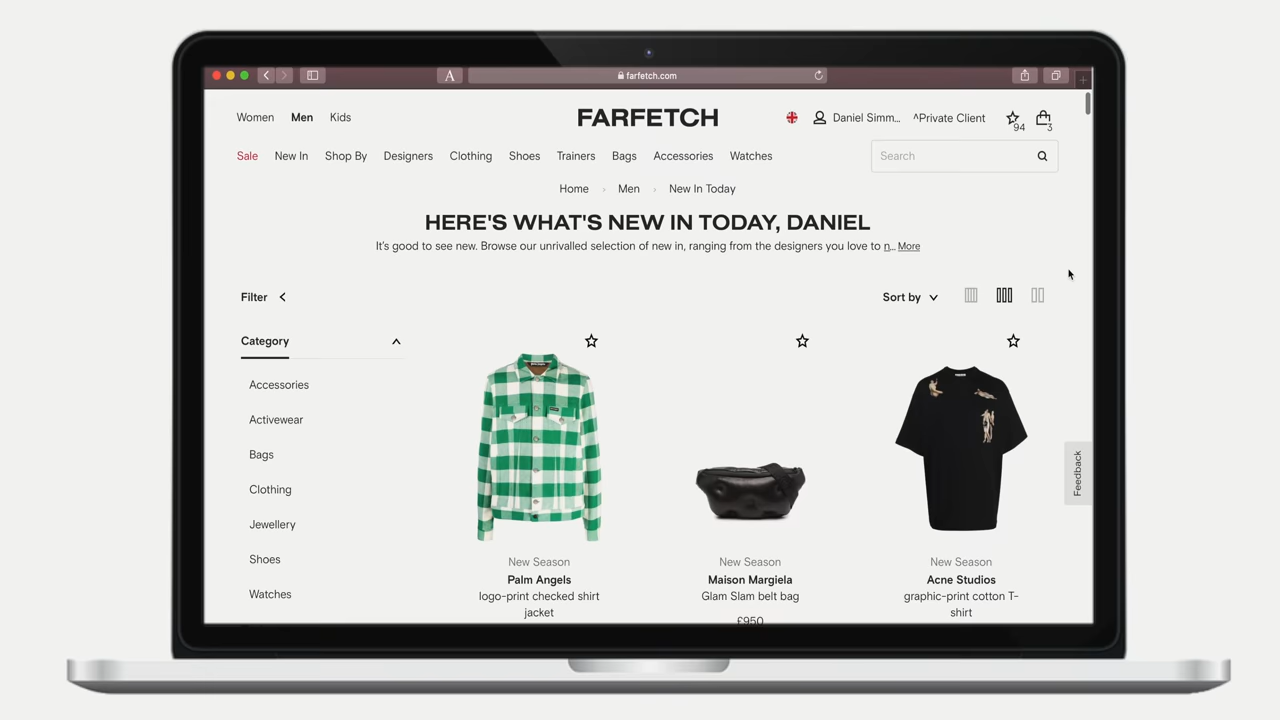 farfetch.com
Women Men Kids
FARFETCH
Daniel Simm... ^Private Client 94 3
Sale New In Shop By Designers Clothing Shoes Trainers Bags Accessories Watches
Search
Home > Men > New In Today
HERE'S WHAT'S NEW IN TODAY, DANIEL
It's good to see new. Browse our unrivalled selection of new in, ranging from the designers you love to n... More
Filter
Sort by
Category
Accessories
Activewear
Bags
Clothing
Jewellery
Shoes
Watches
New Season
Palm Angels
logo-print checked shirt
jacket
New Season
Maison Margiela
Glam Slam belt bag
£950
New Season
Acne Studios
graphic-print cotton T-
shirt
Feedback